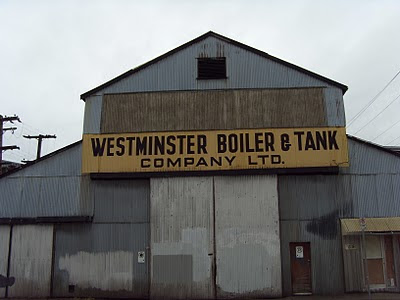 WESTMINSTER BOILER & TANK
COMPANY LTD.